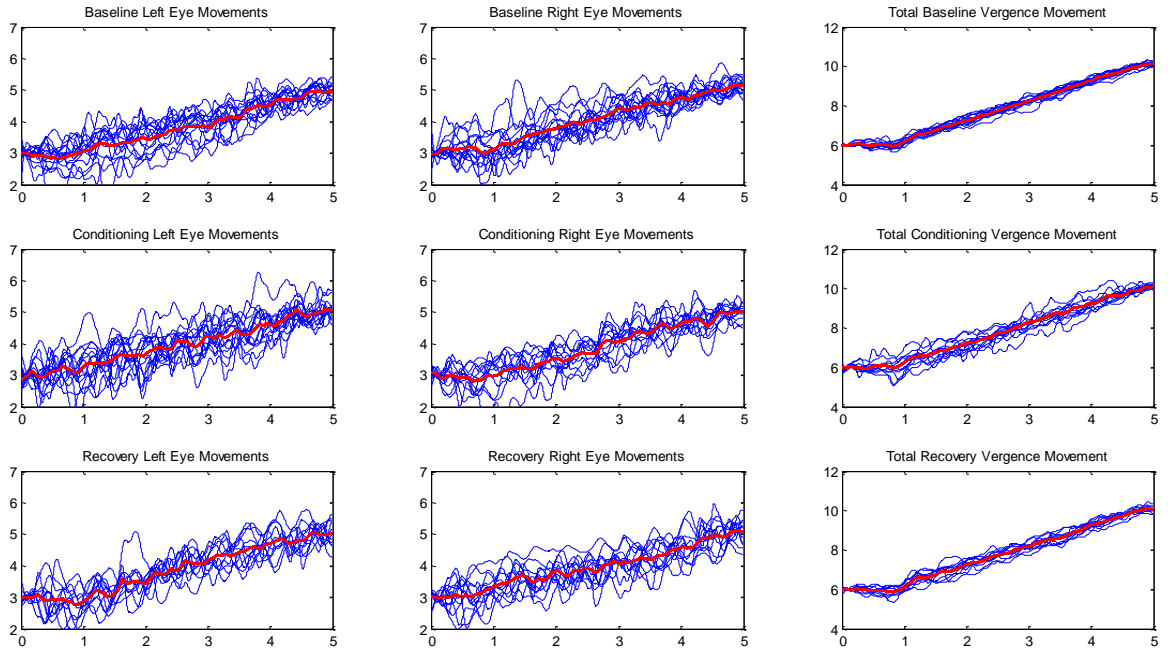 Baseline Left Eye Movements
7
6
5
4
3
2
0 1 2 3 4 5
Baseline Right Eye Movements
7
6
5
4
3
2
0 1 2 3 4 5
Total Baseline Vergence Movement
12
10
8
6
4
0 1 2 3 4 5
Conditioning Left Eye Movements
7
6
5
4
3
2
0 1 2 3 4 5
Conditioning Right Eye Movements
7
6
5
4
3
2
0 1 2 3 4 5
Total Conditioning Vergence Movement
12
10
8
6
4
0 1 2 3 4 5
Recovery Left Eye Movements
7
6
5
4
3
2
0 1 2 3 4 5
Recovery Right Eye Movements
7
6
5
4
3
2
0 1 2 3 4 5
Total Recovery Vergence Movement
12
10
8
6
4
0 1 2 3 4 5